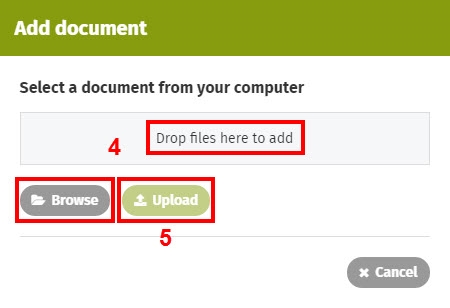 Add document
Select a document from your computer
4 Drop files here to add
Browse Upload
5
Cancel